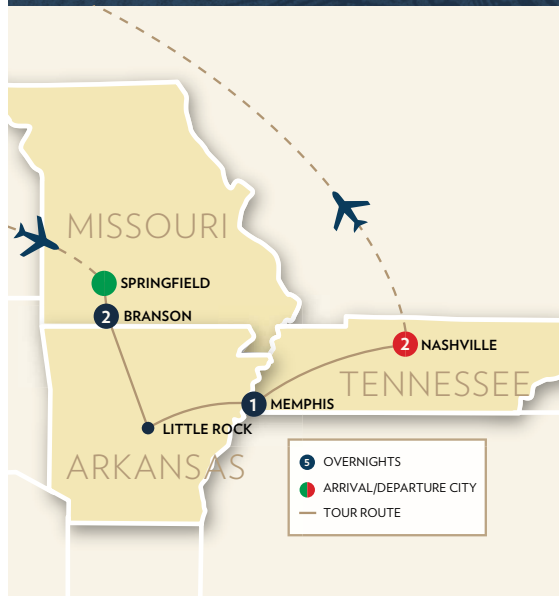 MISSOURI
SPRINGFIELD
2 BRANSON
2 NASHVILLE
TENNESSEE
1 MEMPHIS
LITTLE ROCK
ARKANSAS
5 OVERNIGHTS
ARRIVAL/DEPARTURE CITY
TOUR ROUTE